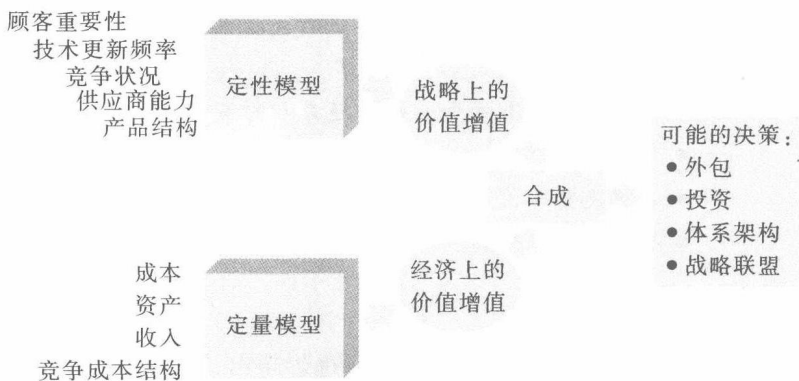 顾客重要性
技术更新频率
竞争状况
供应商能力
产品结构
定性模型
战略上的
价值增值
成本
资产
收入
竞争成本结构
定量模型
经济上的
价值增值
合成
可能的决策：
●外包
●投资
●体系架构
●战略联盟